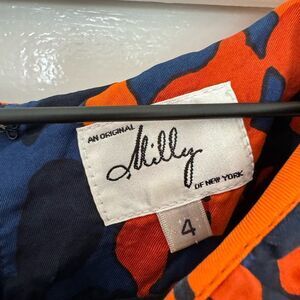 AN ORIGINAL
Milly
OF NEW YORK
4